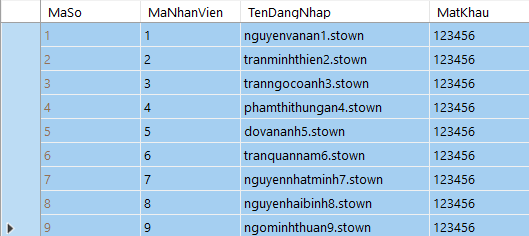 MaSo MaNhanVien TenDangNhap MatKhau
1 1 nguyenvanan1.stown 123456
2 2 tranminhthien2.stown 123456
3 3 tranngocoanh3.stown 123456
4 4 phamthithungan4.stown 123456
5 5 dovananh5.stown 123456
6 6 tranquannam6.stown 123456
7 7 nguyennhatminh7.stown 123456
8 8 nguyenhaibinh8.stown 123456
9 9 ngominhthuan9.stown 123456